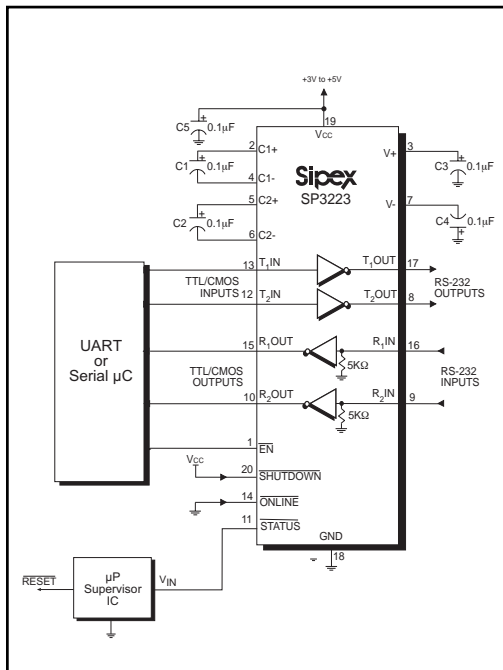 +3V to +5V
C5 + 0.1µF
19
VCC
C1 + 0.1µF
2 C1+
4 C1-
C2 + 0.1µF
5 C2+
6 C2-
Sipex
SP3223
V+ 3
C3 + 0.1µF
V- 7
C4 + 0.1µF
UART
or
Serial µC
TTL/CMOS
INPUTS
13 T1IN
T1OUT 17
12 T2IN
T2OUT 8
RS-232
OUTPUTS
TTL/CMOS
OUTPUTS
15 R1OUT
R1IN 16
5KΩ
10 R2OUT
R2IN 9
5KΩ
RS-232
INPUTS
1 EN
VCC
20 SHUTDOWN
14 ONLINE
11 STATUS
GND
18
RESET
µP
Supervisor
IC
VIN